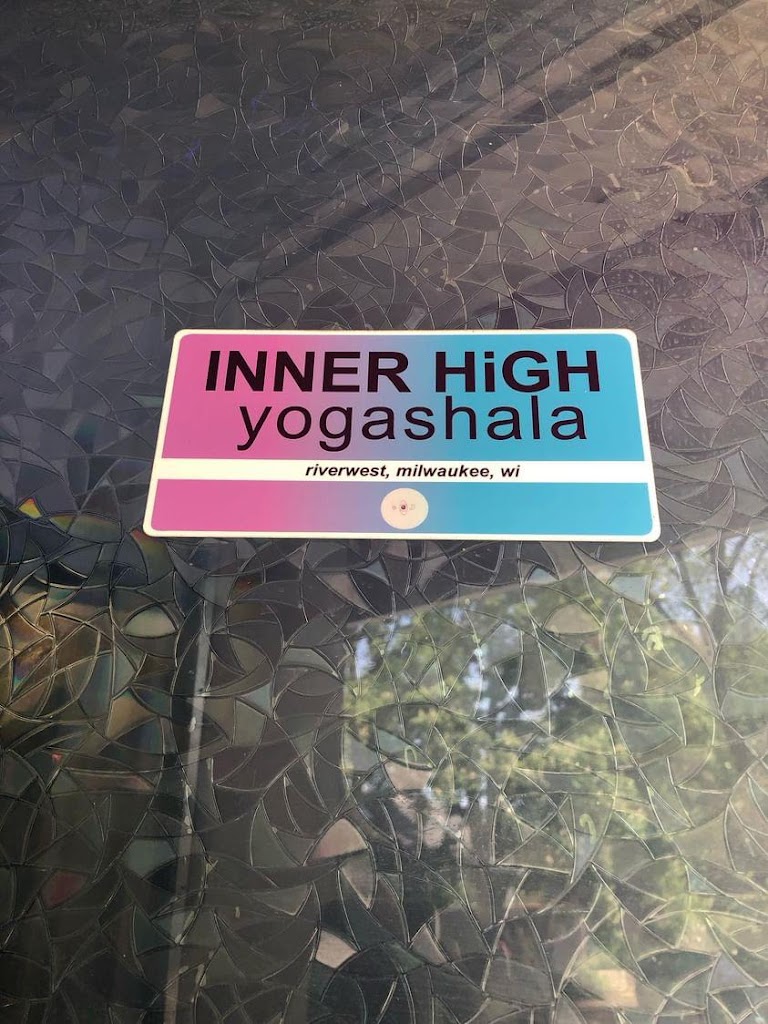 INNER HiGH
yogashala
riverwest, milwaukee, wi